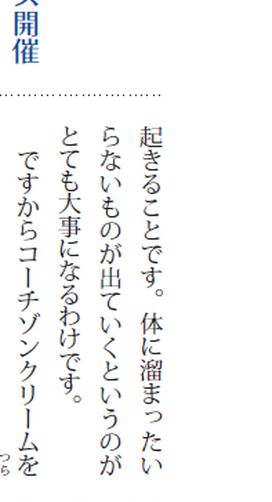 開催
起きることです。体に溜まったい
らないものが出ていくというのが
とても大事になるわけです。
ですからコーチゾンクリームを
つら